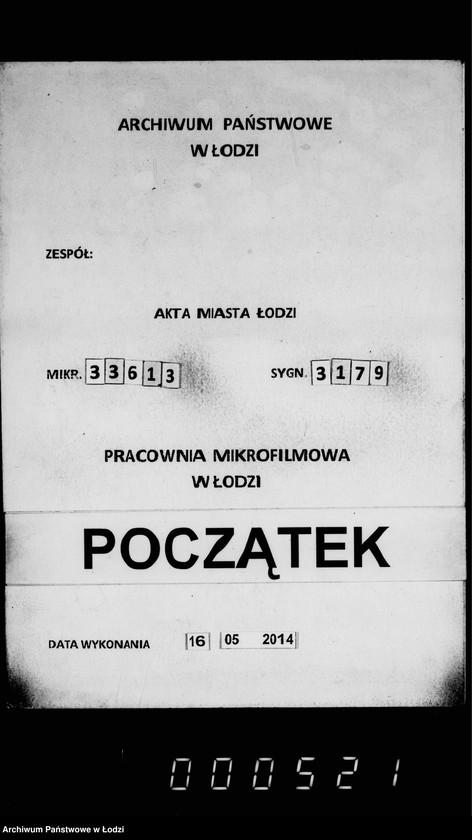 ARCHIWUM PAŃSTWOWE
W ŁODZI
ZESPÓŁ:
AKTA MIASTA ŁODZI
MIKR. 33613 SYGN. 3179
PRACOWNIA MIKROFILMOWA
W ŁODZI
POCZĄTEK
DATA WYKONANIA 16 05 2014
000521
Archiwum Państwowe w Łodzi